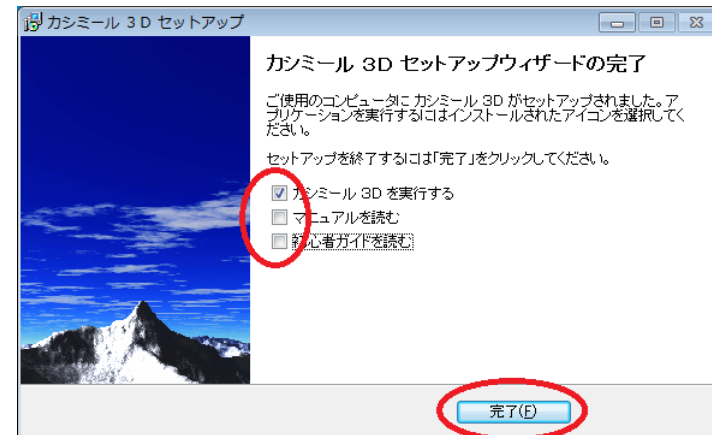 カシミール 3D セットアップ
カシミール 3D セットアップウィザードの完了
ご使用のコンピュータに カシミール 3D がセットアップされました。ア
プリケーションを実行するにはインストールされたアイコンを選択してく
ださい。
セットアップを終了するには「完了」をクリックしてください。
カシミール 3D を実行する
マニュアルを読む
初心者ガイドを読む
完了(F)